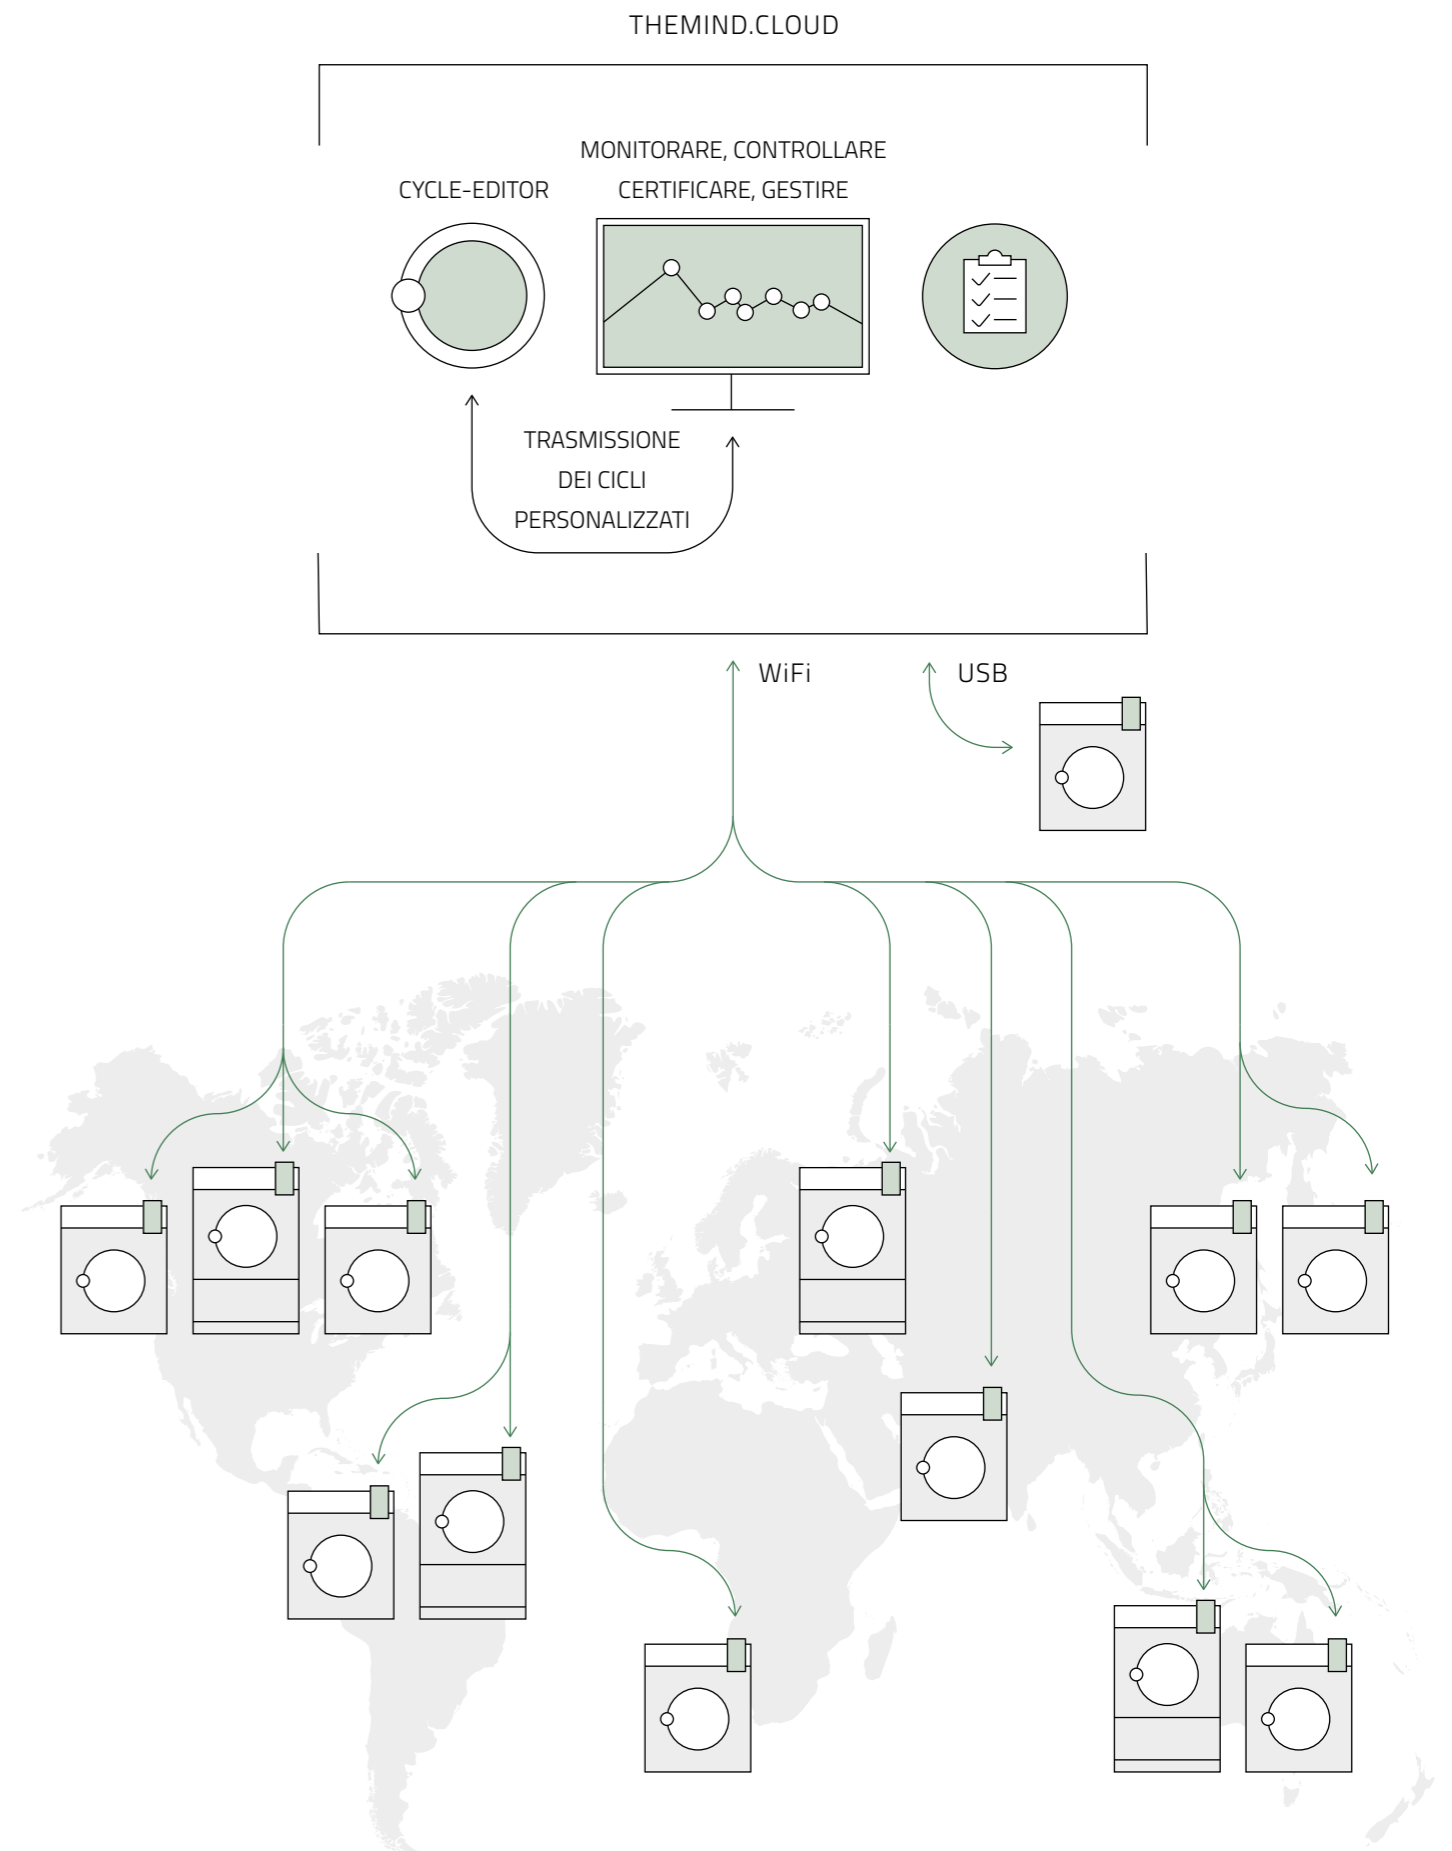 THEMIND.CLOUD
MONITORARE, CONTROLLARE
CERTIFICARE, GESTIRE
CYCLE-EDITOR
TRASMISSIONE
DEI CICLI
PERSONALIZZATI
WiFi
USB